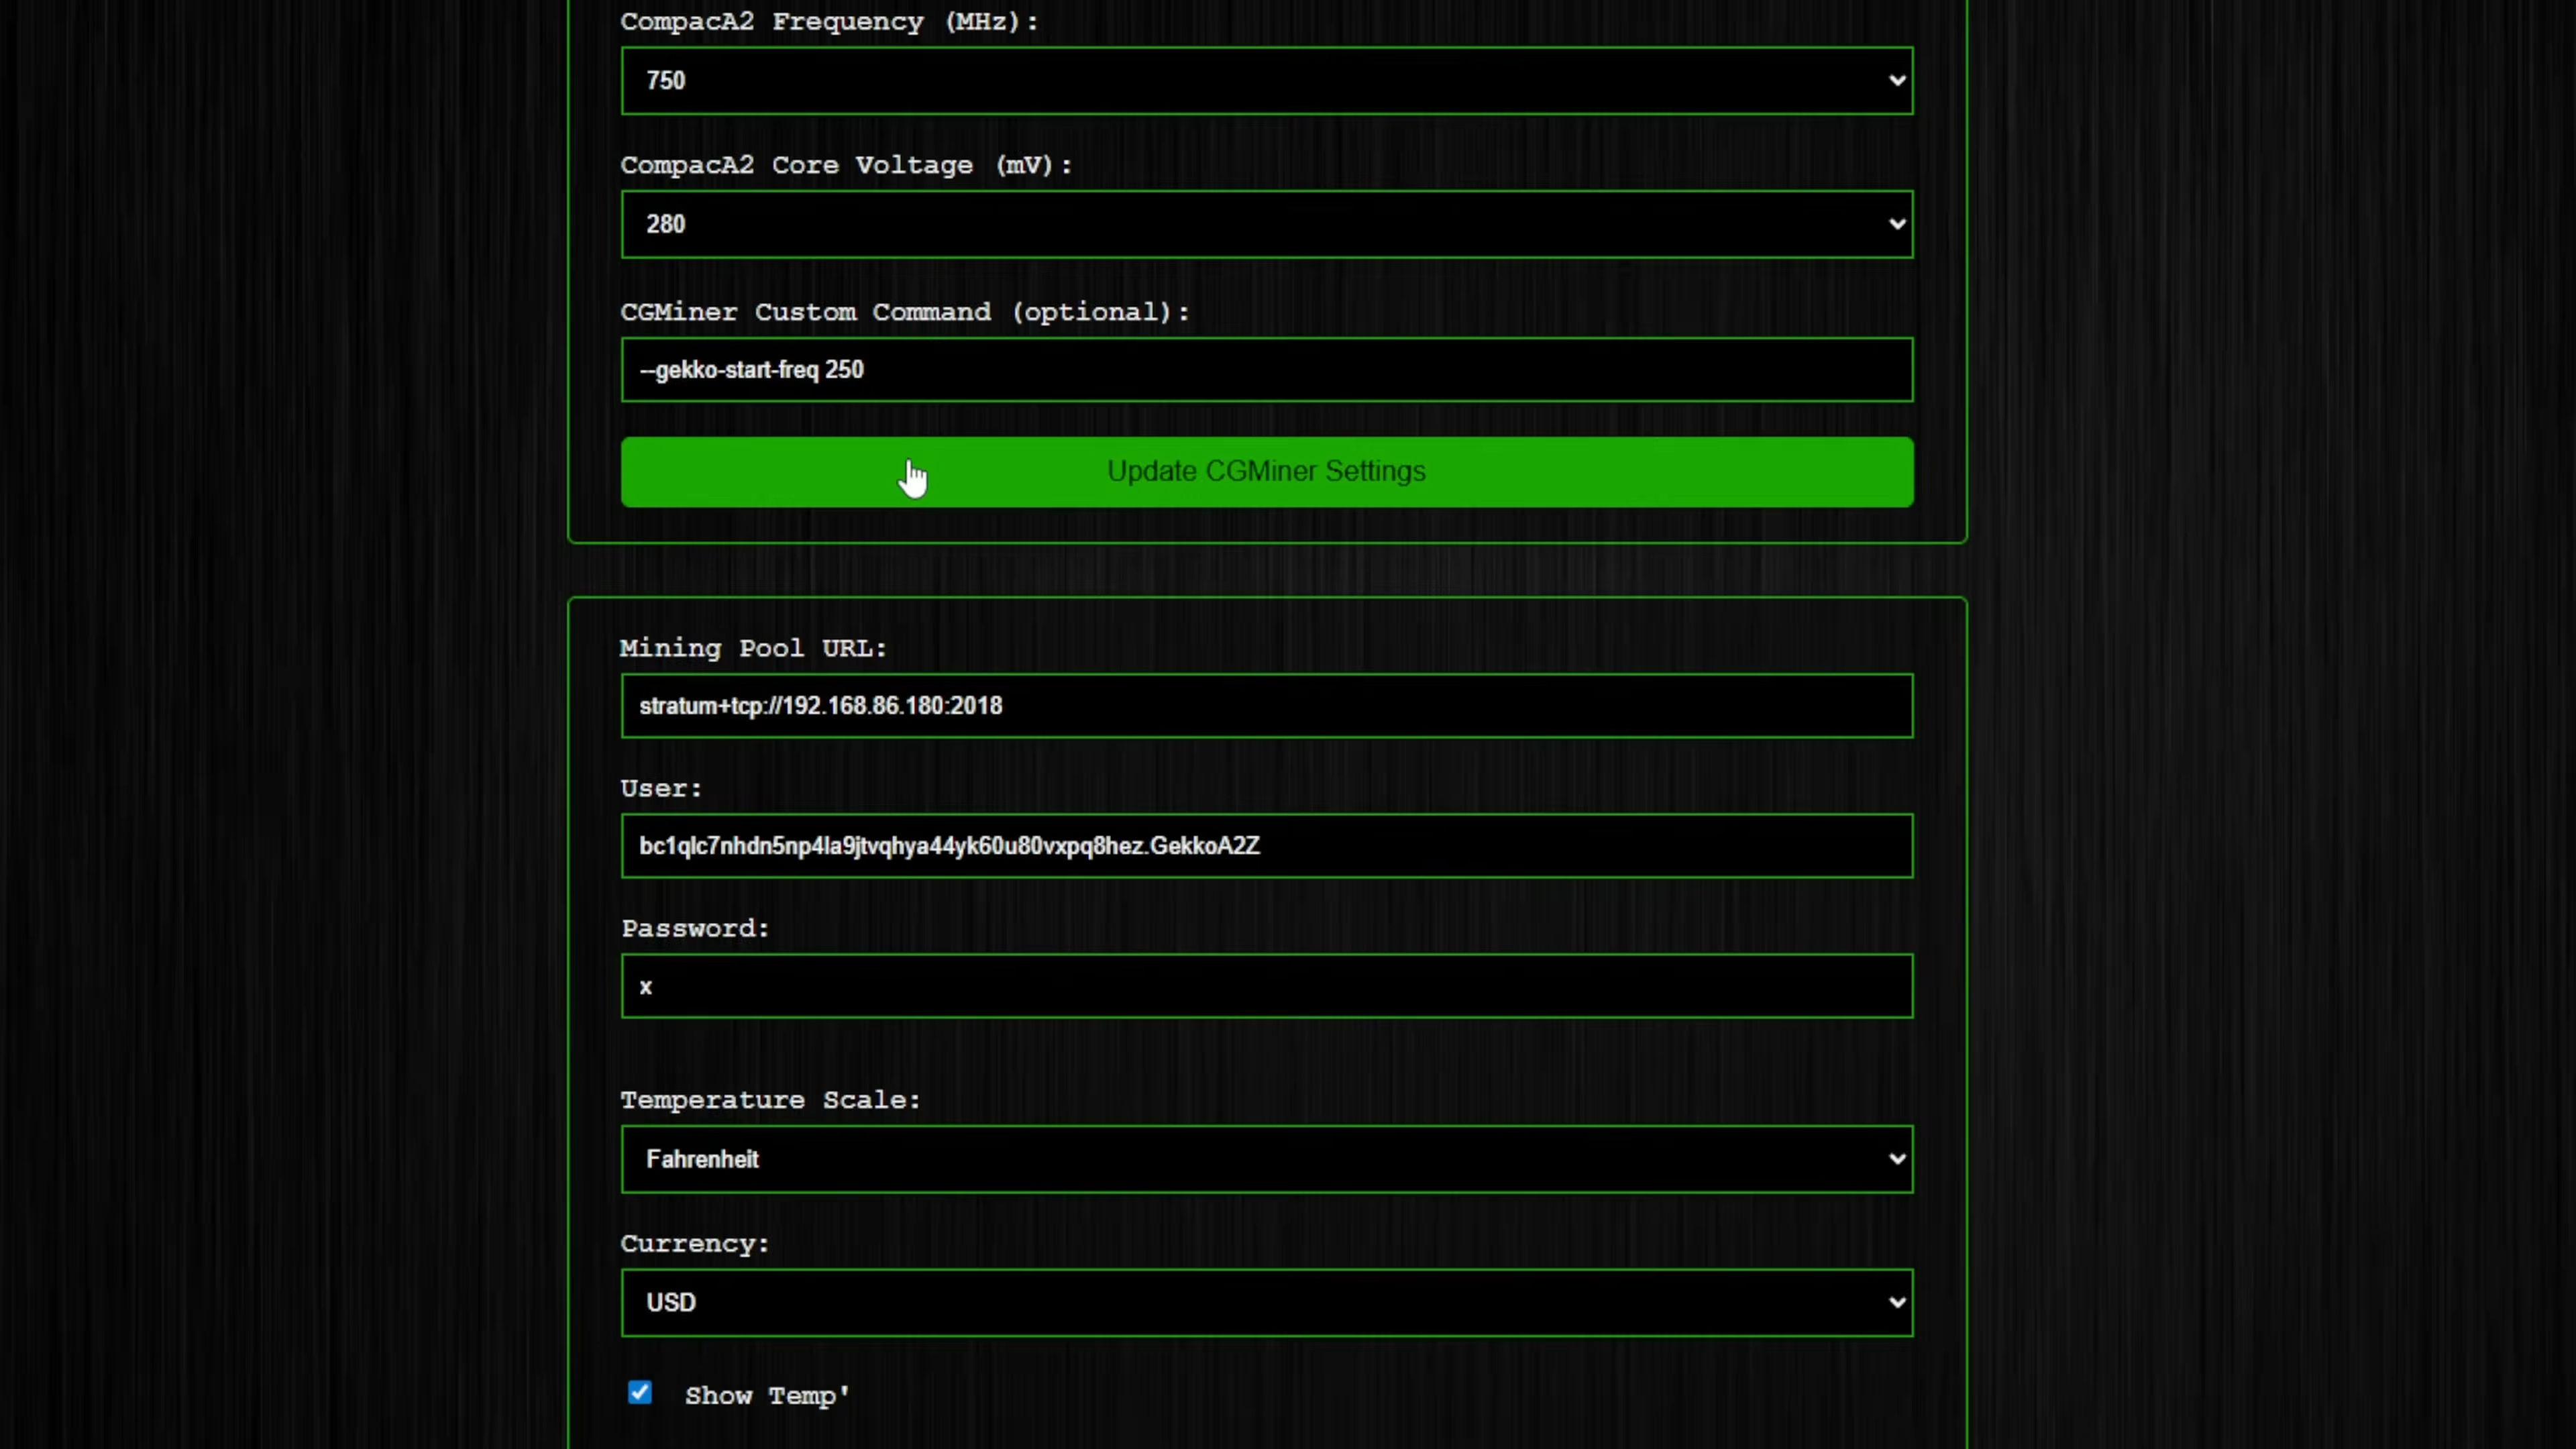 CompacA2 Frequency (MHz):
750
CompacA2 Core Voltage (mV):
280
CGMiner Custom Command (optional):
--gekko-start-freq 250
Update CGMiner Settings
Mining Pool URL:
stratum+tcp://192.168.86.180:2018
User:
bc1qlc7nhdn5np4la9jtvqhya44yk60u80vxpq8hez.GekkoA2Z
Password:
x
Temperature Scale:
Fahrenheit
Currency:
USD
Show Temp'